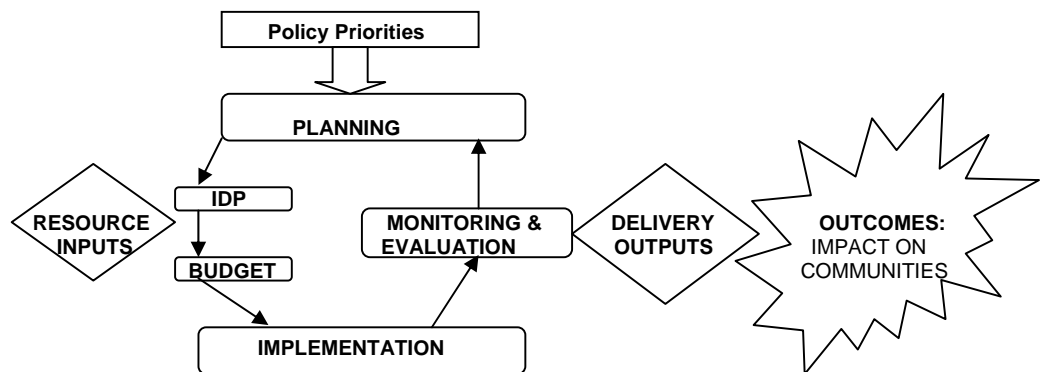 Policy Priorities
PLANNING
RESOURCE
INPUTS
IDP
BUDGET
MONITORING &
EVALUATION
DELIVERY
OUTPUTS
OUTCOMES:
IMPACT ON
COMMUNITIES
IMPLEMENTATION